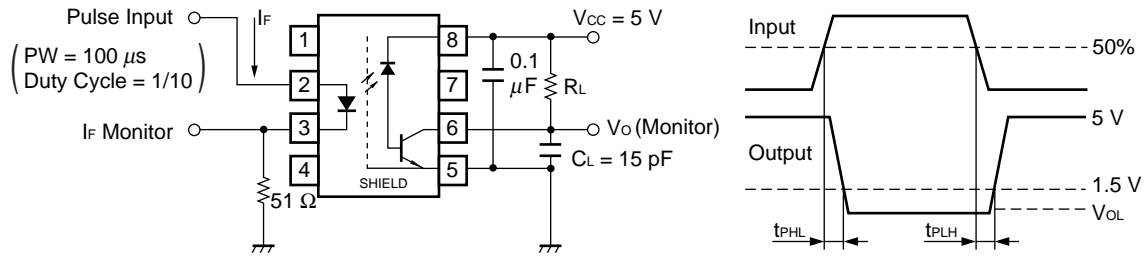 Pulse Input
IF
PW = 100 μs
Duty Cycle = 1/10
IF Monitor
51 Ω
1
2
3
4
SHIELD
8
7
6
5
VCC = 5 V
0.1
μF
RL
VO (Monitor)
CL = 15 pF
Input
50%
5 V
Output
1.5 V
VOL
tPHL
tPLH